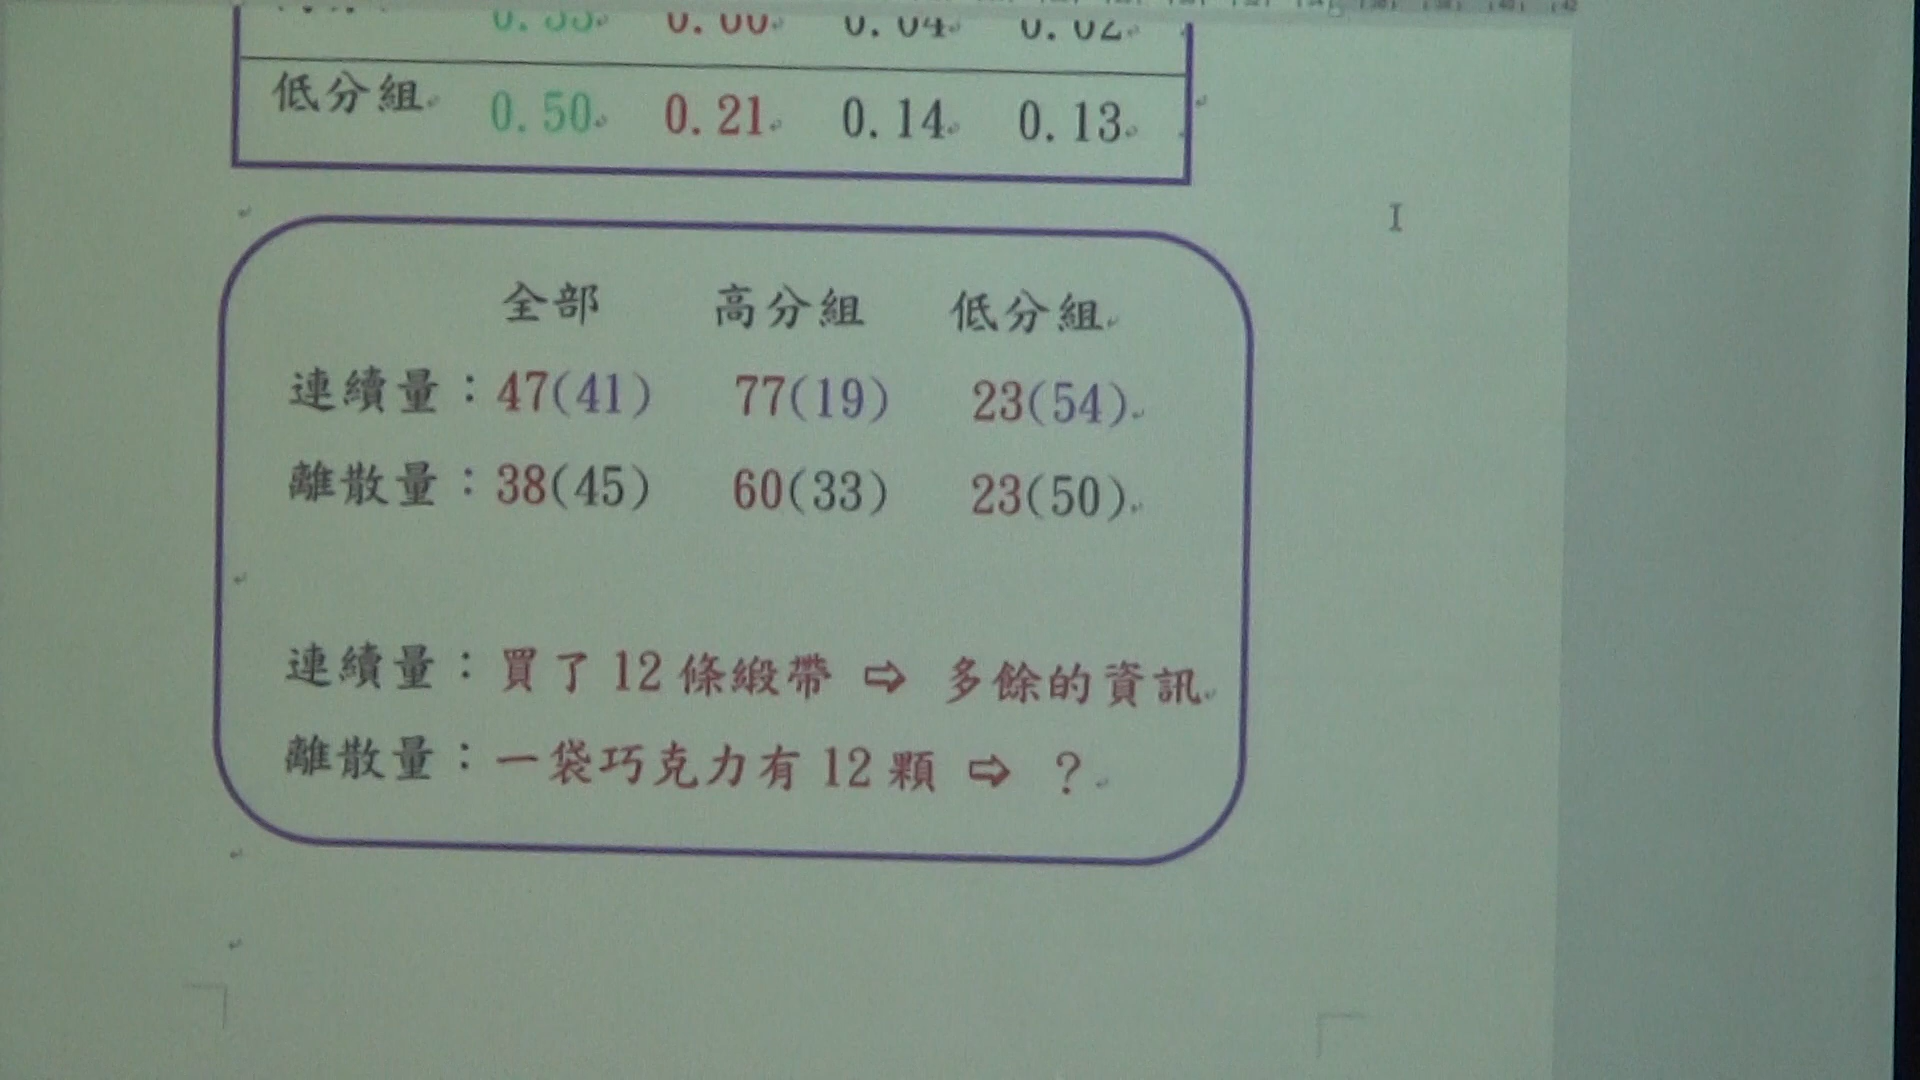 低分組 0.50 0.21 0.14 0.13
全部 高分組 低分組
連續量：47(41) 77(19) 23(54)
離散量：38(45) 60(33) 23(50)
連續量：買了12條緞帶 ⇨ 多餘的資訊
離散量：一袋巧克力有12顆 ⇨ ？